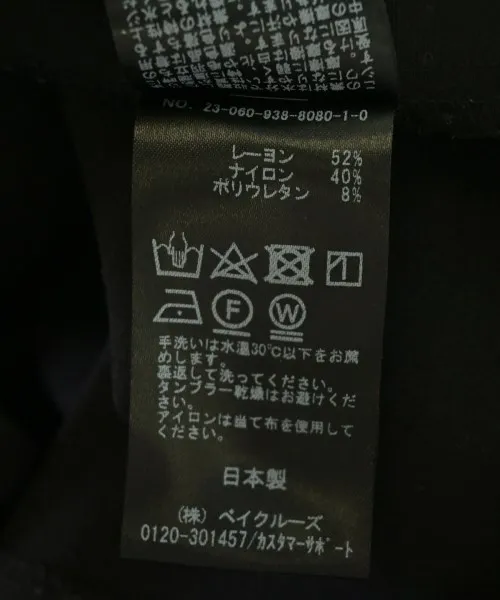 NO. 23-060-938-8080-1-0
レーヨン 52%
ナイロン 40%
ポリウレタン 8%
F W
手洗いは水温30℃以下をお薦
めします。
裏返して洗ってください。
タンブラー乾燥はお避けくだ
さい。
アイロンは当て布を使用して
ください。
日本製
(株) ベイクルーズ
0120-301457/カスタマーサポート